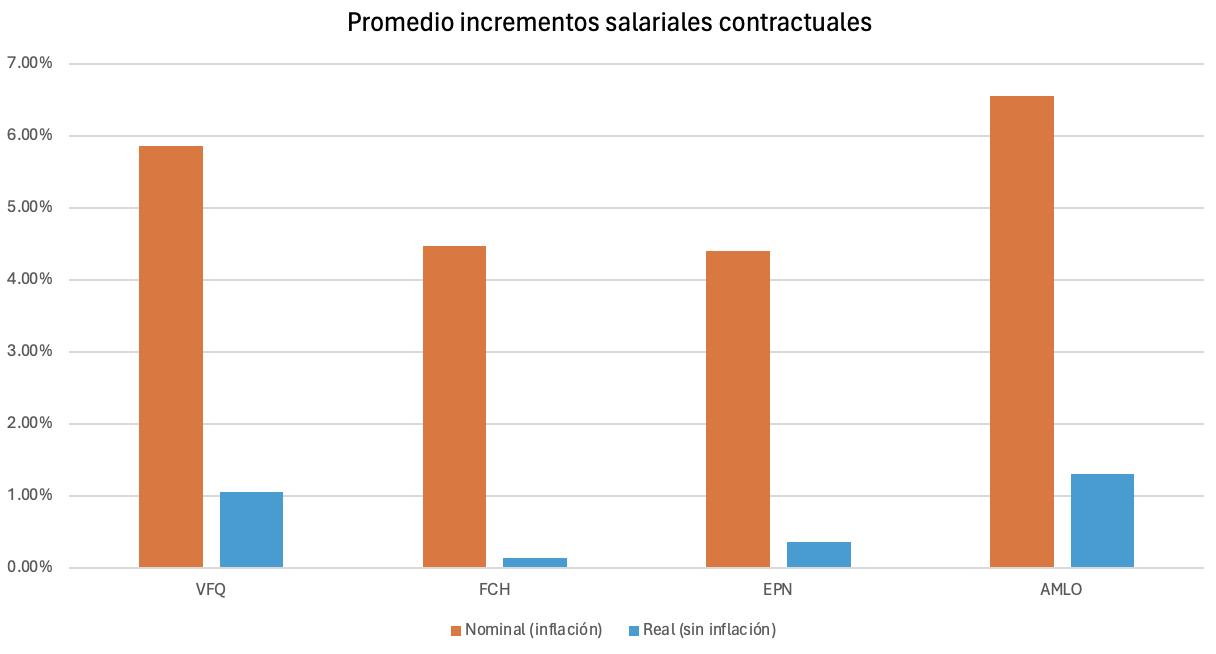 Promedio incrementos salariales contractuales
7.00%
6.00%
5.00%
4.00%
3.00%
2.00%
1.00%
0.00%
VFQ FCH EPN AMLO
Nominal (inflación) Real (sin inflación)